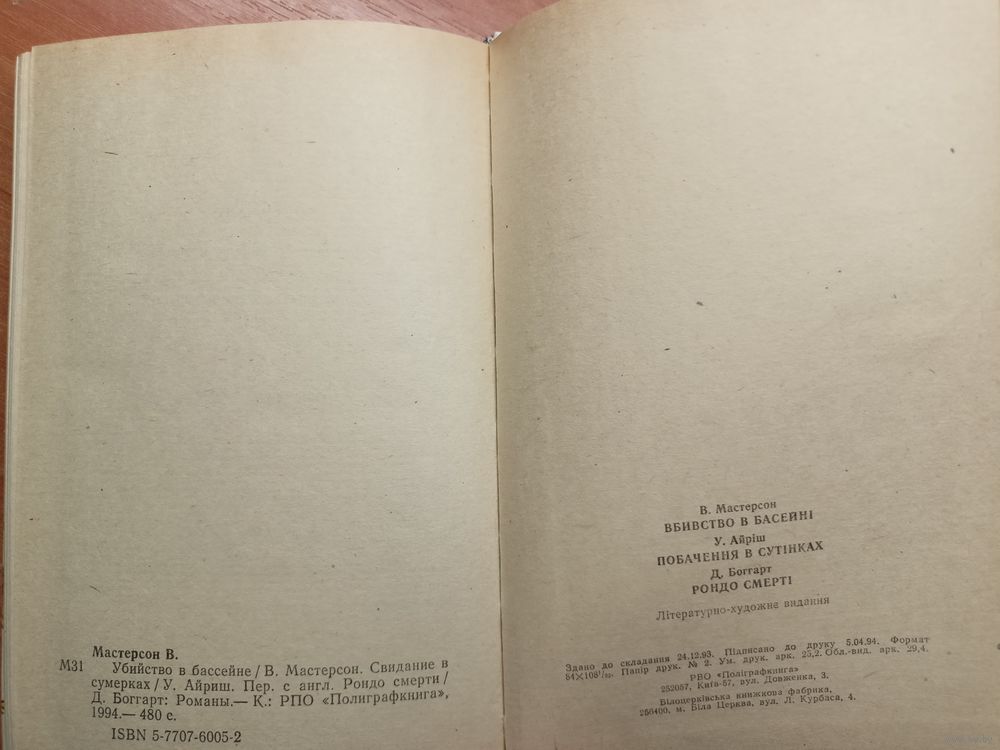 Мастерсон В.
М31 Убийство в бассейне / В. Мастерсон. Свидание в
сумерках / У. Айриш. Пер. с англ. Рондо смерти /
Д. Боггарт: Романы.— К.: РПО «Полиграфкнига»,
1994.— 480 с.
ISBN 5-7707-6005-2
В. Мастерсон
ВБИВСТВО В БАСЕЙНІ
У. Айріш
ПОБАЧЕННЯ В СУТІНКАХ
Д. Боггарт
РОНДО СМЕРТІ
Літературно-художнє видання
Здано до складання 24.12.93. Підписано до друку 5.04.94. Формат
84×108¹/₃₂. Папір друк. № 2. Ум. друк. арк. 25,2. Обл.-вид. арк. 29,4.
РВО «Поліграфкнига»
252057, Київ-57, вул. Довженка, 3.
Білоцерківська книжкова фабрика,
256400, м. Біла Церква, вул. Л. Курбаса, 4.